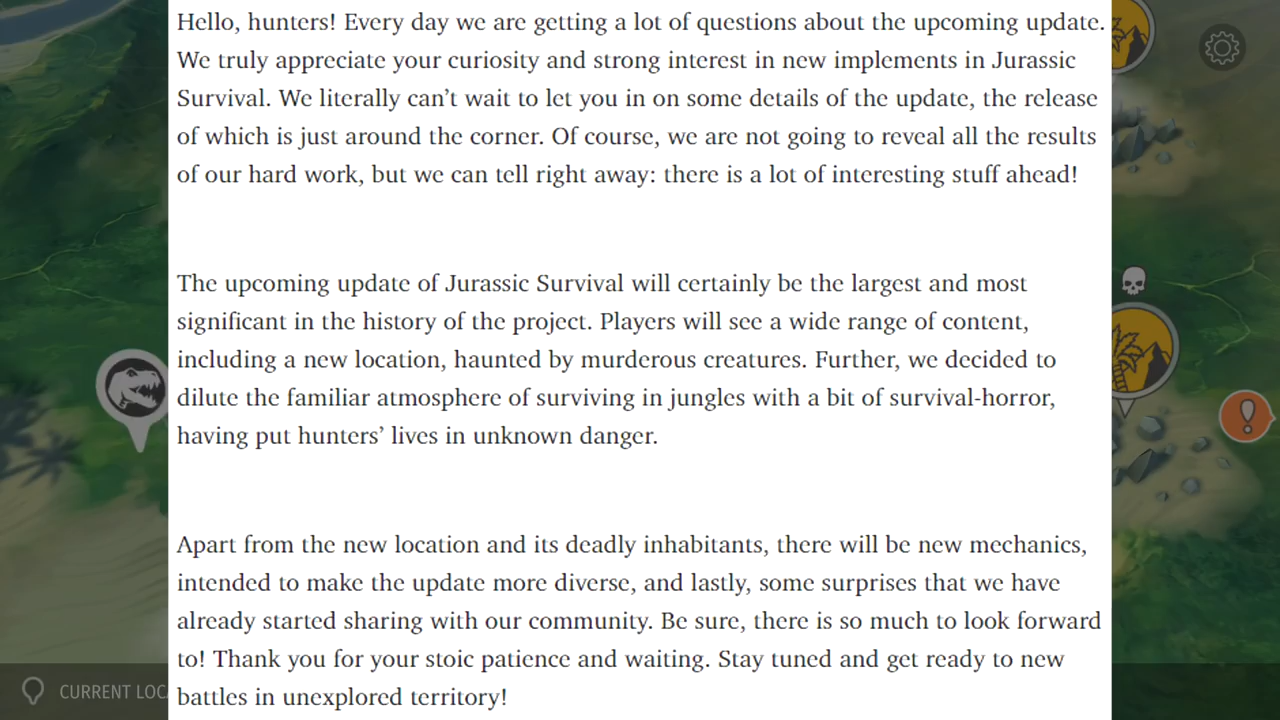 Hello, hunters! Every day we are getting a lot of questions about the upcoming update.
We truly appreciate your curiosity and strong interest in new implements in Jurassic
Survival. We literally can't wait to let you in on some details of the update, the release
of which is just around the corner. Of course, we are not going to reveal all the results
of our hard work, but we can tell right away: there is a lot of interesting stuff ahead!
The upcoming update of Jurassic Survival will certainly be the largest and most
significant in the history of the project. Players will see a wide range of content,
including a new location, haunted by murderous creatures. Further, we decided to
dilute the familiar atmosphere of surviving in jungles with a bit of survival-horror,
having put hunters' lives in unknown danger.
Apart from the new location and its deadly inhabitants, there will be new mechanics,
intended to make the update more diverse, and lastly, some surprises that we have
already started sharing with our community. Be sure, there is so much to look forward
to! Thank you for your stoic patience and waiting. Stay tuned and get ready to new
battles in unexplored territory!
CURRENT LOC